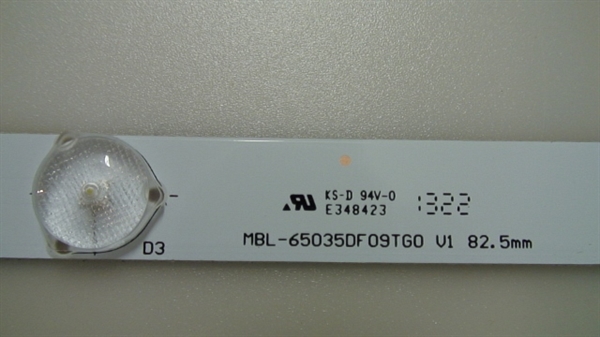 KS-D 94V-0
E348423
1322
MBL-65035DF09TG0 V1 82.5mm
D3